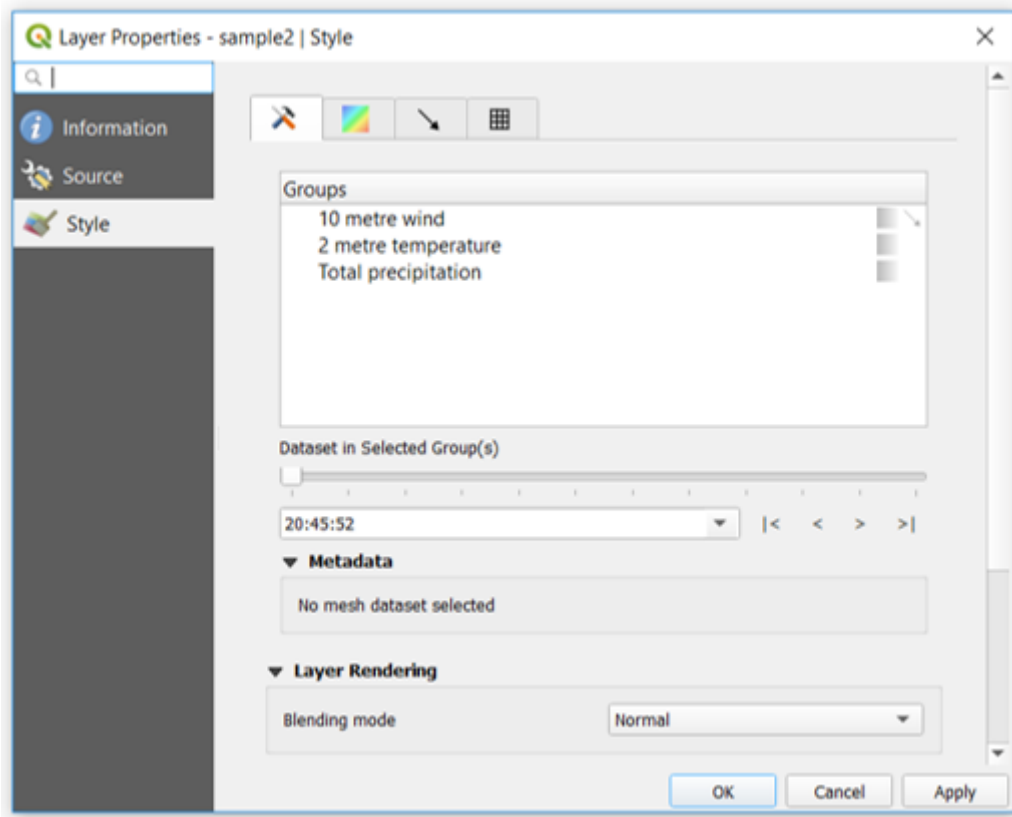 Layer Properties - sample2 | Style
Information
Source
Style
Groups
10 metre wind
2 metre temperature
Total precipitation
Dataset in Selected Group(s)
20:45:52 |< < > >|
Metadata
No mesh dataset selected
Layer Rendering
Blending mode Normal
OK Cancel Apply